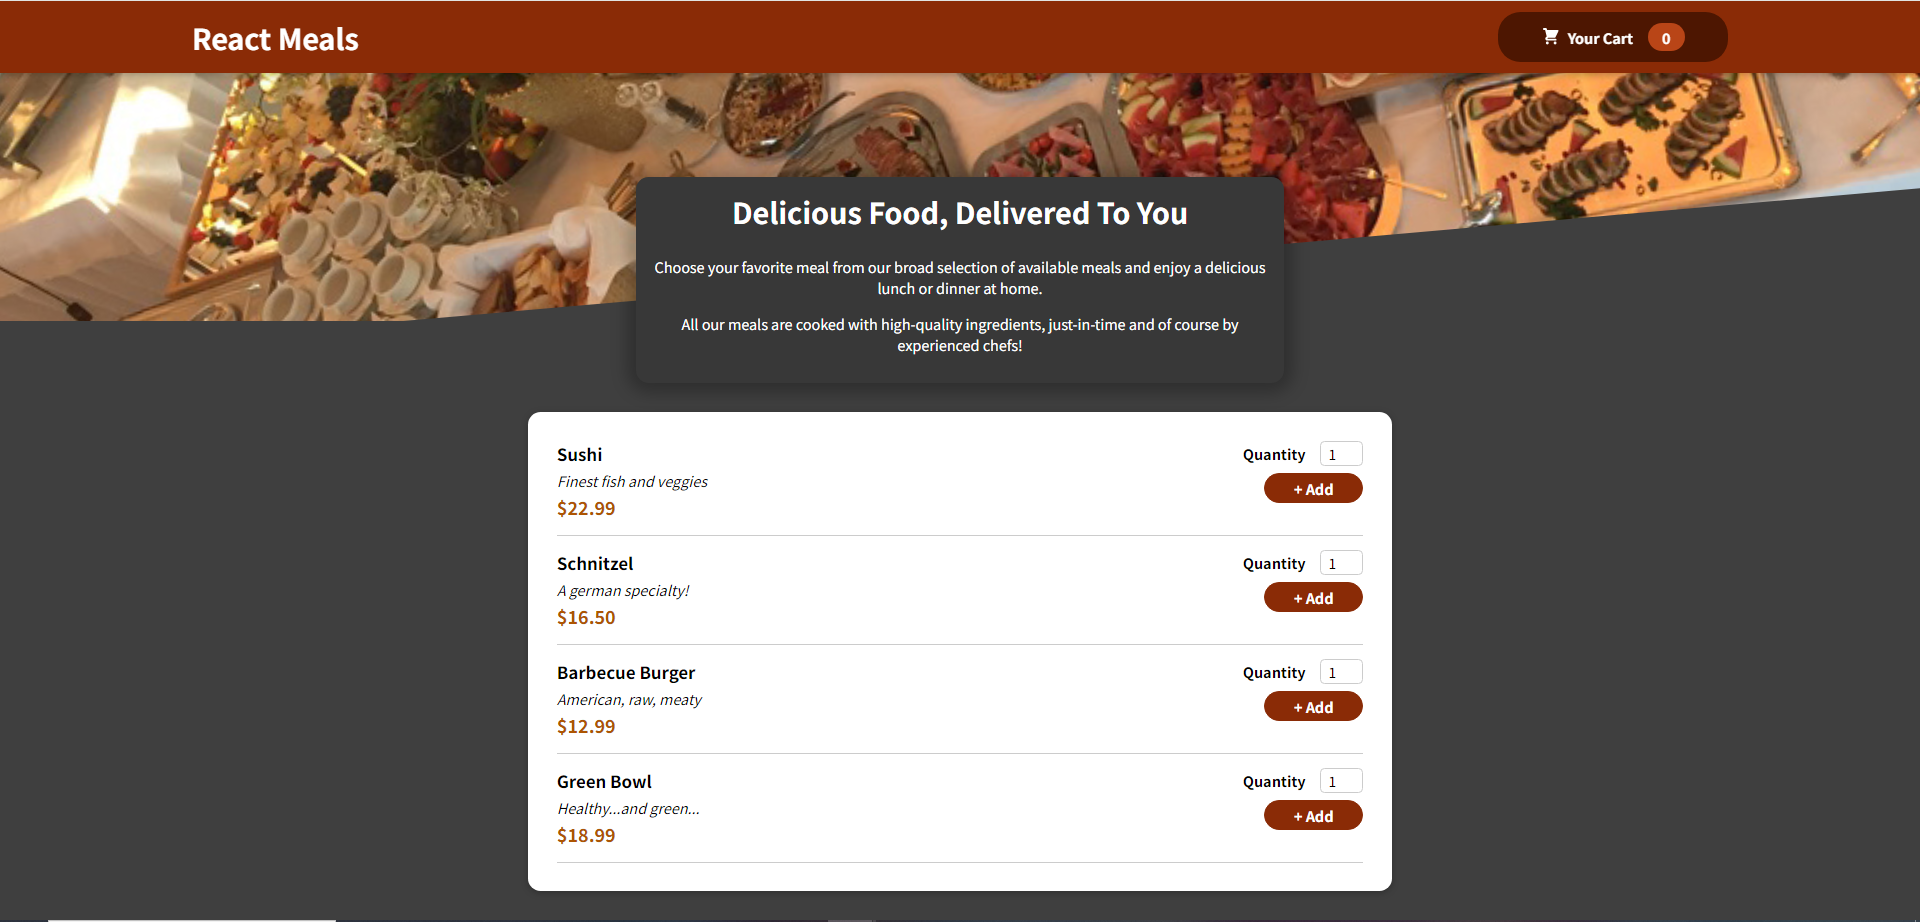 React Meals
Your Cart 0
Delicious Food, Delivered To You
Choose your favorite meal from our broad selection of available meals and enjoy a delicious
lunch or dinner at home.
All our meals are cooked with high-quality ingredients, just-in-time and of course by
experienced chefs!
Sushi
Finest fish and veggies
$22.99
Quantity 1
+ Add
Schnitzel
A german specialty!
$16.50
Quantity 1
+ Add
Barbecue Burger
American, raw, meaty
$12.99
Quantity 1
+ Add
Green Bowl
Healthy...and green...
$18.99
Quantity 1
+ Add